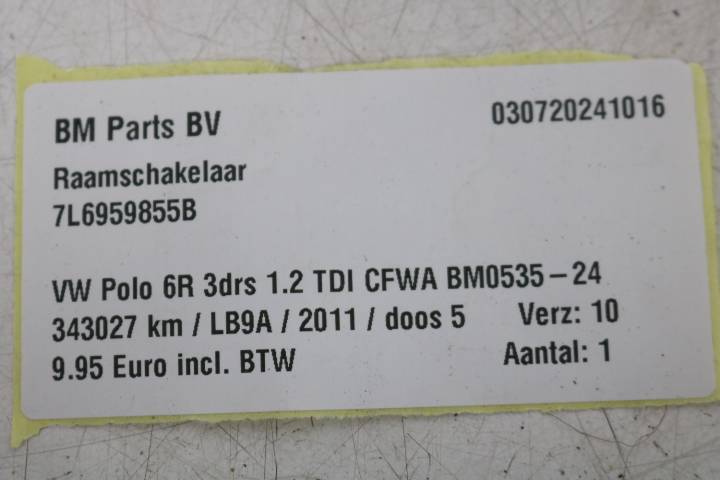 BM Parts BV 030720241016
Raamschakelaar
7L6959855B
VW Polo 6R 3drs 1.2 TDI CFWA BM0535-24
343027 km / LB9A / 2011 / doos 5 Verz: 10
9.95 Euro incl. BTW Aantal: 1